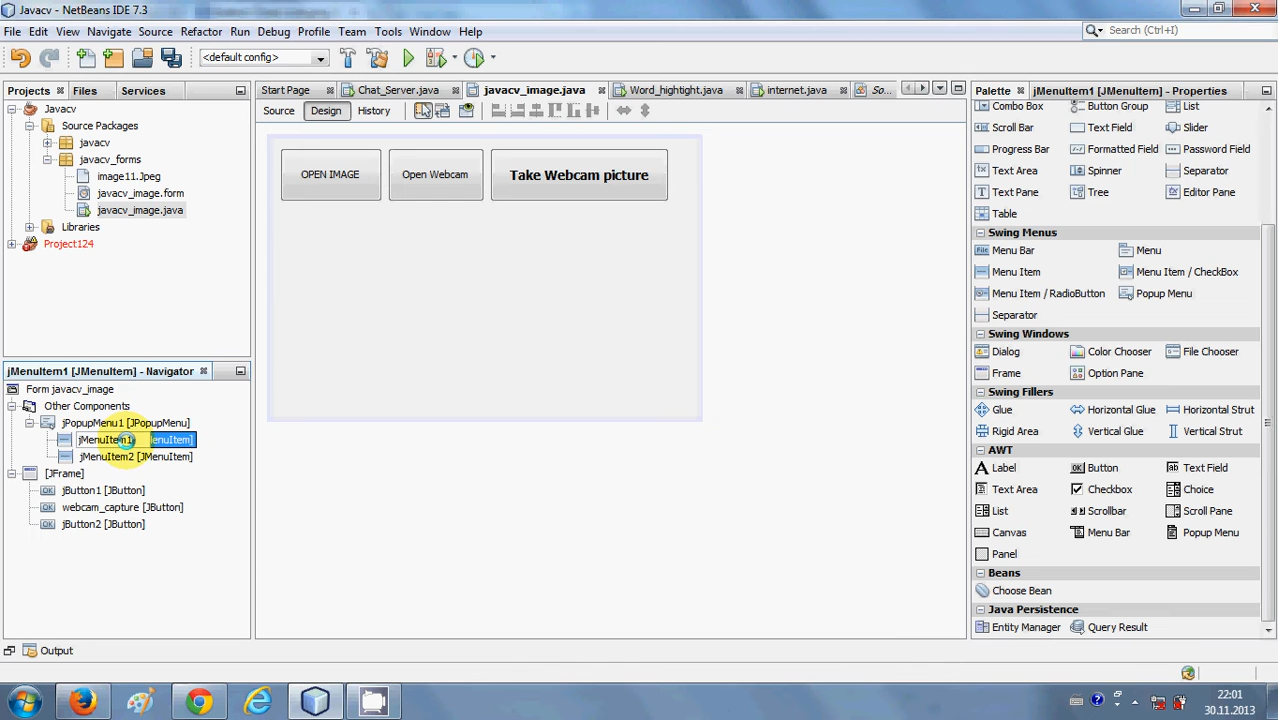 Javacv - NetBeans IDE 7.3
File Edit View Navigate Source Refactor Run Debug Profile Team Tools Window Help
Search (Ctrl+I)
<default config>
Projects Files Services
Javacv
Source Packages
javacv
javacv_forms
image11.Jpeg
javacv_image.form
javacv_image.java
Libraries
Project124
jMenuItem1 [JMenuItem] - Navigator
Form javacv_image
Other Components
jPopupMenu1 [JPopupMenu]
jMenuItem1
jMenuItem2 [JMenuItem]
[JFrame]
jButton1 [JButton]
webcam_capture [JButton]
jButton2 [JButton]
Output
Start Page Chat_Server.java javacv_image.java Word_hightight.java internet.java So...
Source Design History
OPEN IMAGE Open Webcam Take Webcam picture
Palette jMenuItem1 [JMenuItem] - Properties
Combo Box Button Group List
Scroll Bar Text Field Slider
Progress Bar Formatted Field Password Field
Text Area Spinner Separator
Text Pane Tree Editor Pane
Table
Swing Menus
Menu Bar Menu
Menu Item Menu Item / CheckBox
Menu Item / RadioButton Popup Menu
Separator
Swing Windows
Dialog Color Chooser File Chooser
Frame Option Pane
Swing Fillers
Glue Horizontal Glue Horizontal Strut
Rigid Area Vertical Glue Vertical Strut
AWT
Label Button Text Field
Text Area Checkbox Choice
List Scrollbar Scroll Pane
Canvas Menu Bar Popup Menu
Panel
Beans
Choose Bean
Java Persistence
Entity Manager Query Result
22:01
30.11.2013